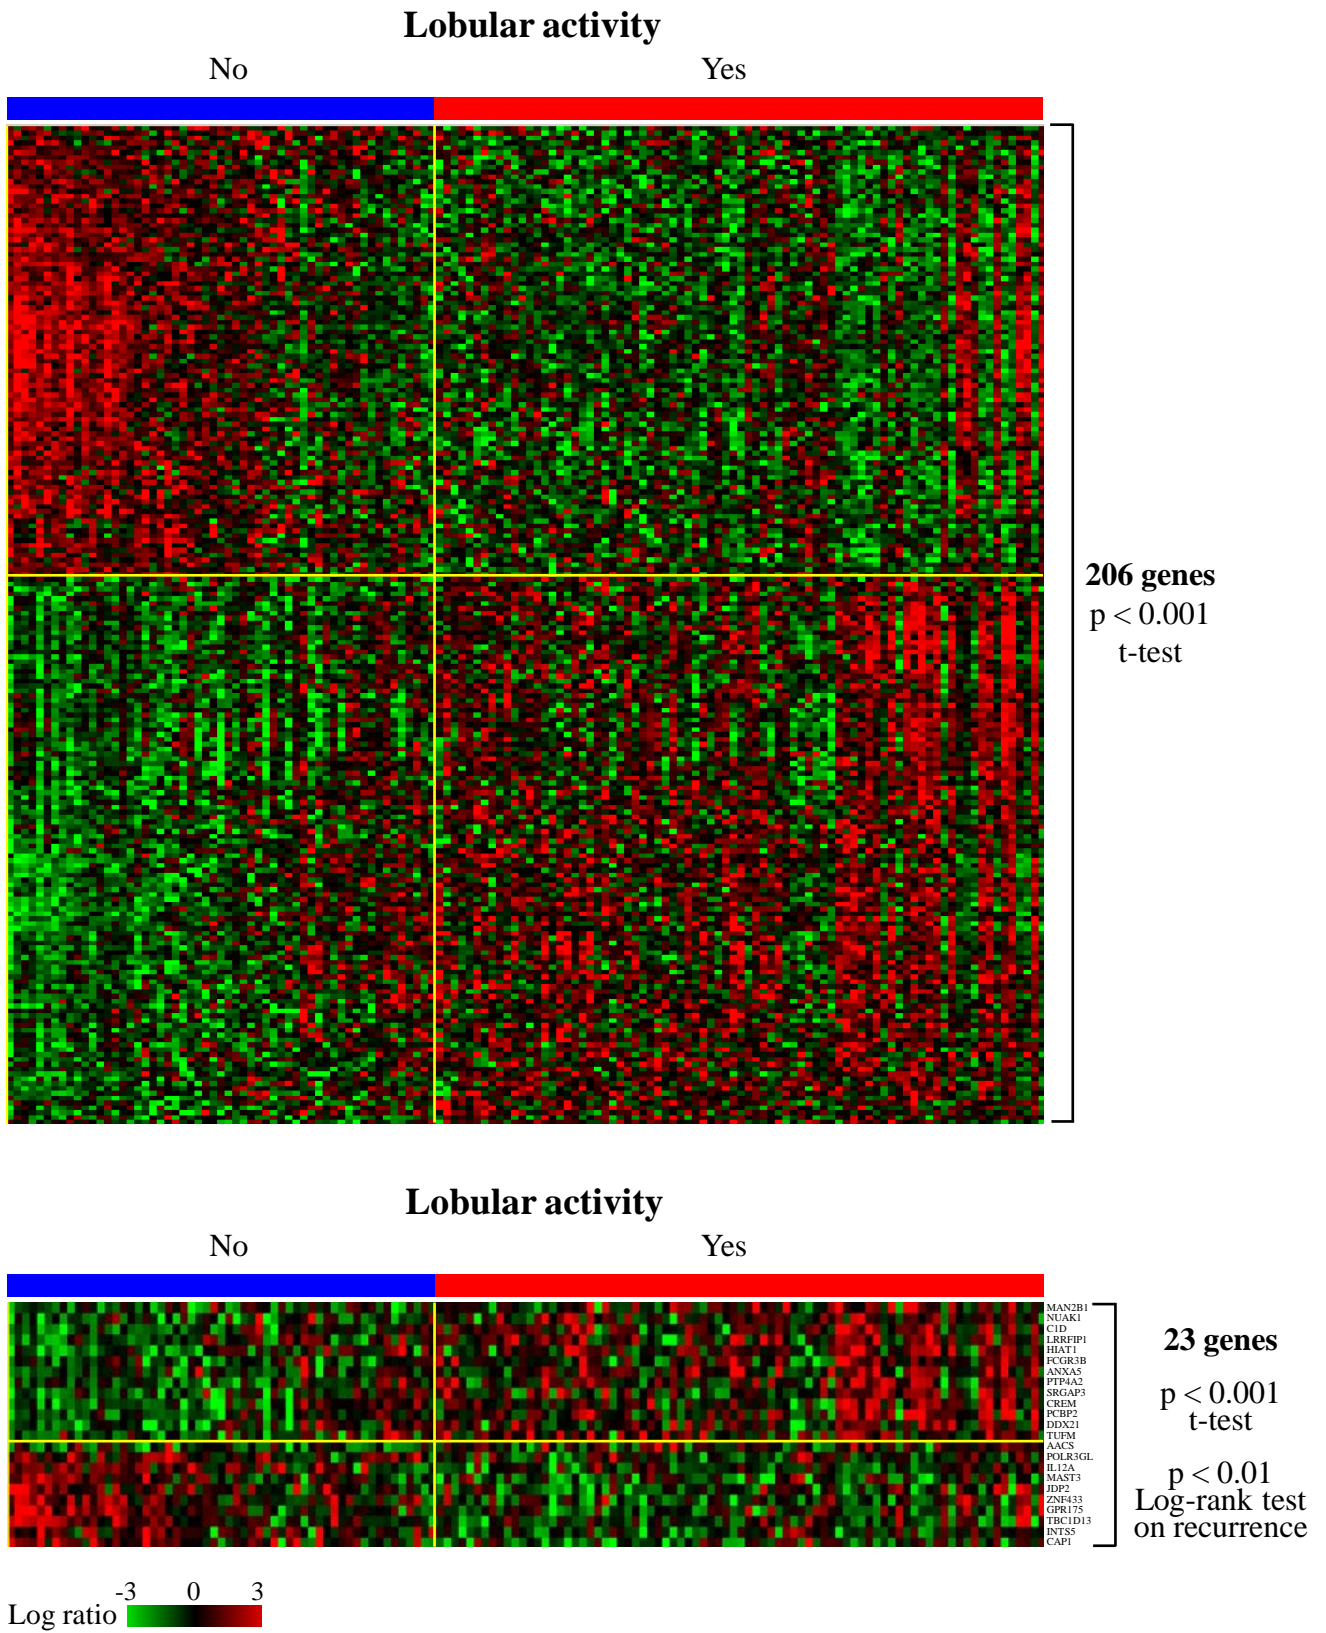 Lobular activity
No Yes
206 genes
p < 0.001
t-test
Lobular activity
No Yes
MAN2B1
NUAK1
C1D
LRRFIP1
HIAT1
FCGR3B
ANXA5
PTP4A2
SRGAP3
CREM
PCBP2
DDX21
TUFM
AACS
POLR3GL
IL12A
MAST3
JDP2
ZNF433
GPR175
TBC1D13
INTS5
CAP1
23 genes
p < 0.001
t-test
p < 0.01
Log-rank test
on recurrence
-3 0 3
Log ratio